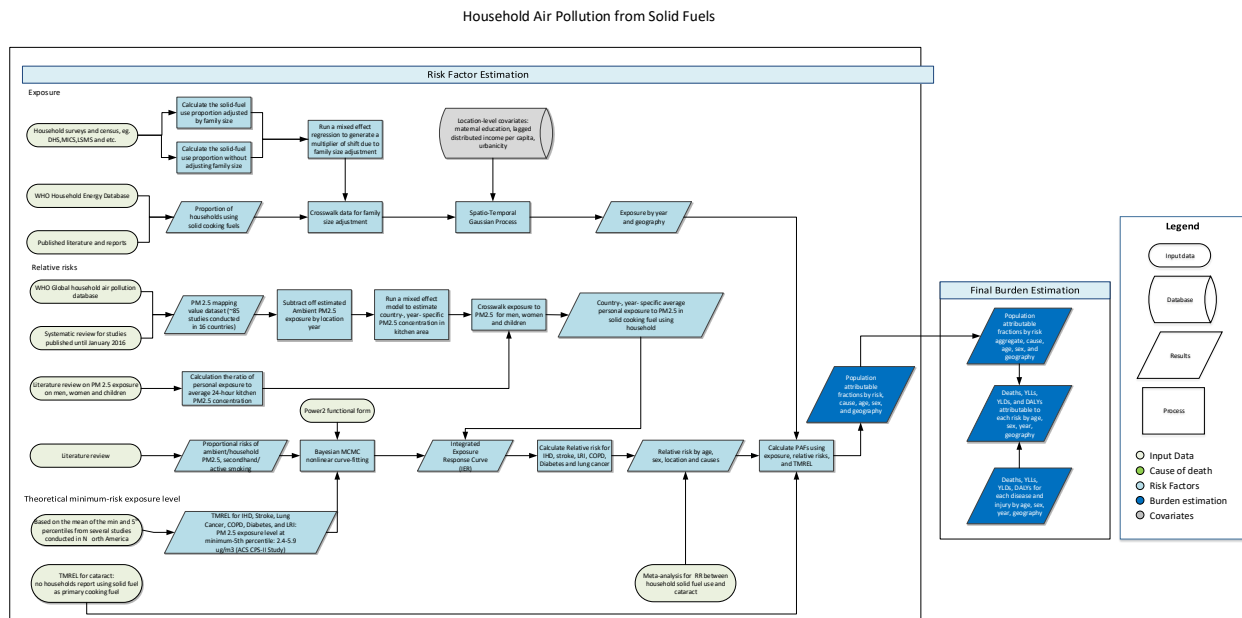 Household Air Pollution from Solid Fuels
Risk Factor Estimation
Exposure
Household surveys and census, eg.
DHS,MICS,LSMS and etc.
Calculate the solid-fuel
use proportion adjusted
by family size
Calculate the solid-fuel
use proportion without
adjusting family size
Run a mixed effect
regression to generate a
multiplier of shift due to
family size adjustment
Location-level covariates:
maternal education, lagged
distributed income per capita,
urbanicity
WHO Household Energy Database
Published literature and reports
Proportion of
households using
solid cooking fuels
Crosswalk data for family
size adjustment
Spatio-Temporal
Gaussian Process
Exposure by year
and geography
Relative risks
WHO Global household air pollution
database
Systematic review for studies
published until January 2016
PM 2.5 mapping
value dataset (~85
studies conducted
in 16 countries)
Subtract off estimated
Ambient PM2.5
exposure by location
year
Run a mixed effect
model to estimate
country-, year- specific
PM2.5 concentration in
kitchen area
Crosswalk exposure to
PM2.5 for men, women
and children
Country-, year- specific average
personal exposure to PM2.5 in
solid cooking fuel using
household
Literature review on PM 2.5 exposure
on men, women and children
Calculation the ratio of
personal exposure to
average 24-hour kitchen
PM2.5 concentration
Power2 functional form
Literature review
Proportional risks of
ambient/household
PM2.5, secondhand/
active smoking
Bayesian MCMC
nonlinear curve-fitting
Integrated
Exposure
Response Curve
(IER)
Calculate Relative risk for
IHD, stroke, LRI, COPD,
Diabetes and lung cancer
Relative risk by age,
sex, location and causes
Calculate PAFs using
exposure, relative risks,
and TMREL
Population
attributable
fractions by risk,
cause, age, sex,
and geography
Theoretical minimum-risk exposure level
Based on the mean of the min and 5th
percentiles from several studies
conducted in N orth America
TMREL for IHD, Stroke, Lung
Cancer, COPD, Diabetes, and LRI:
PM 2.5 exposure level at
minimum-5th percentile: 2.4-5.9
ug/m3 (ACS CPS-II Study)
TMREL for cataract:
no households report using solid fuel
as primary cooking fuel
Meta-analysis for RR between
household solid fuel use and
cataract
Final Burden Estimation
Population
attributable
fractions by risk
aggregate, cause,
age, sex, and
geography
Deaths, YLLs,
YLDs, and DALYs
attributable to
each risk by age,
sex, year,
geography
Deaths, YLLs,
YLDs, DALYs for
each disease and
injury by age, sex,
year, geography
Legend
Input data
Database
Results
Process
Input Data
Cause of death
Risk Factors
Burden estimation
Covariates